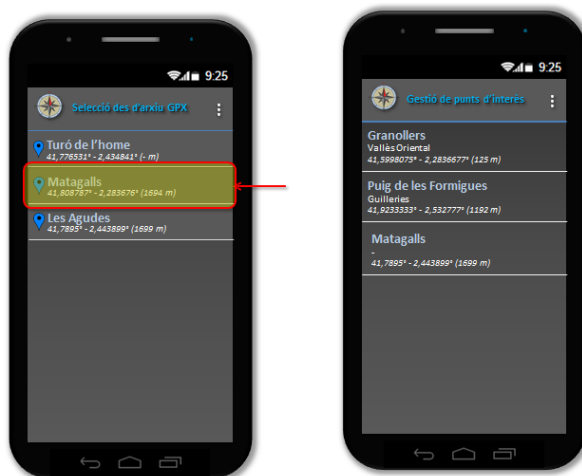 9:25
Selecció des d'arxiu GPX
Turó de l'home
41,776531° - 2,434841° (- m)
Matagalls
41,808787° - 2,283676° (1694 m)
Les Agudes
41,7895° - 2,443899° (1699 m)
9:25
Gestió de punts d'interès
Granollers
Vallès Oriental
41,5998075° - 2,2836677° (125 m)
Puig de les Formigues
Guilleries
41,9233333° - 2,532777° (1192 m)
Matagalls
-
41,7895° - 2,443899° (1699 m)